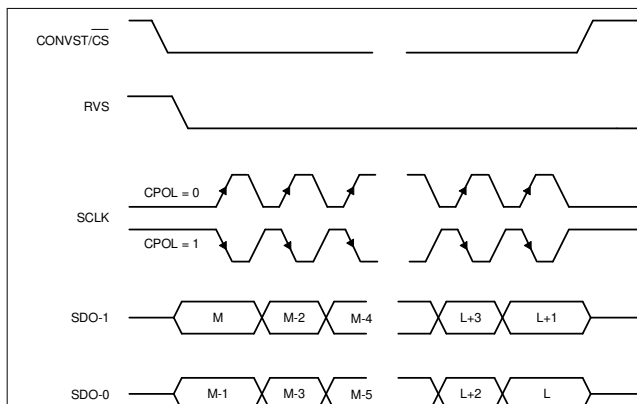 CONVST/CS
RVS
CPOL = 0
SCLK
CPOL = 1
SDO-1 M M-2 M-4 L+3 L+1
SDO-0 M-1 M-3 M-5 L+2 L